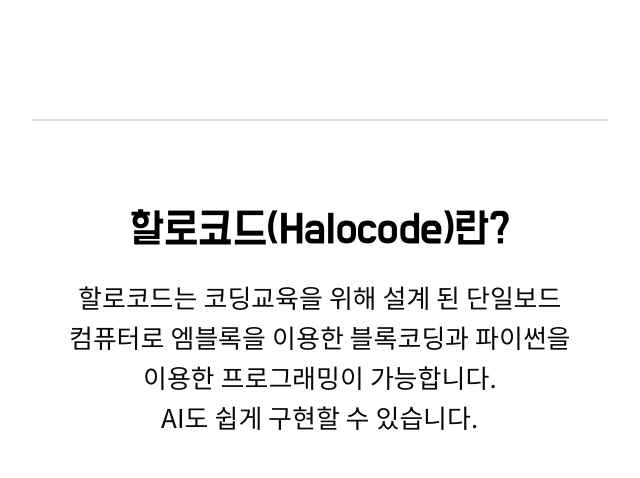 할로코드(Halocode)란?
할로코드는 코딩교육을 위해 설계 된 단일보드
컴퓨터로 엠블록을 이용한 블록코딩과 파이썬을
이용한 프로그래밍이 가능합니다.
AI도 쉽게 구현할 수 있습니다.